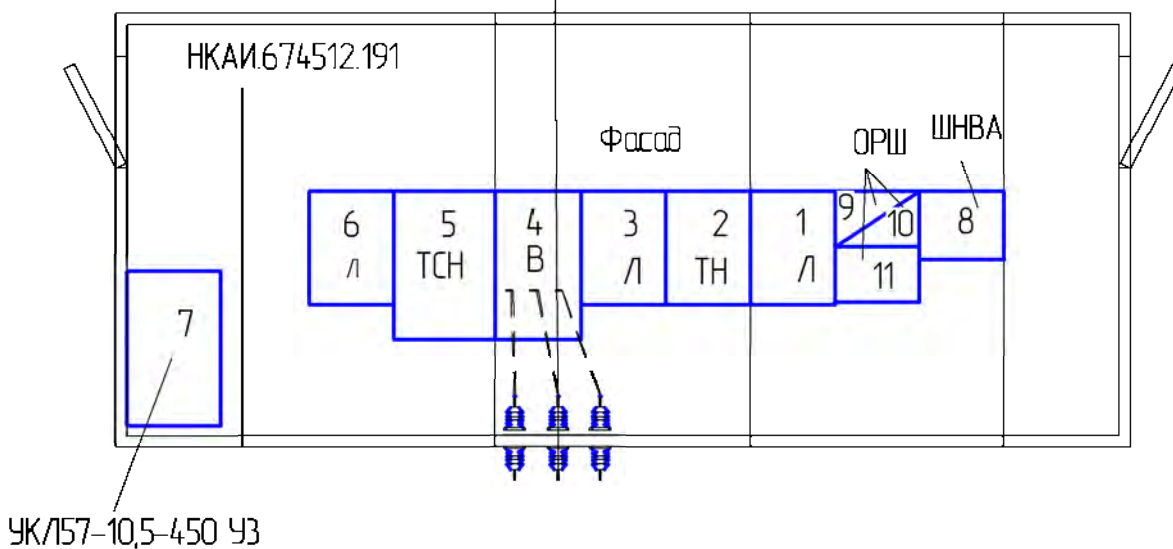 НКАИ.674512.191
Фасад
ОРШ
ШНВА
6
л
5
ТСН
4
В
3
Л
2
ТН
1
Л
9
10
11
8
7
УКЛ57-10,5-450 У3